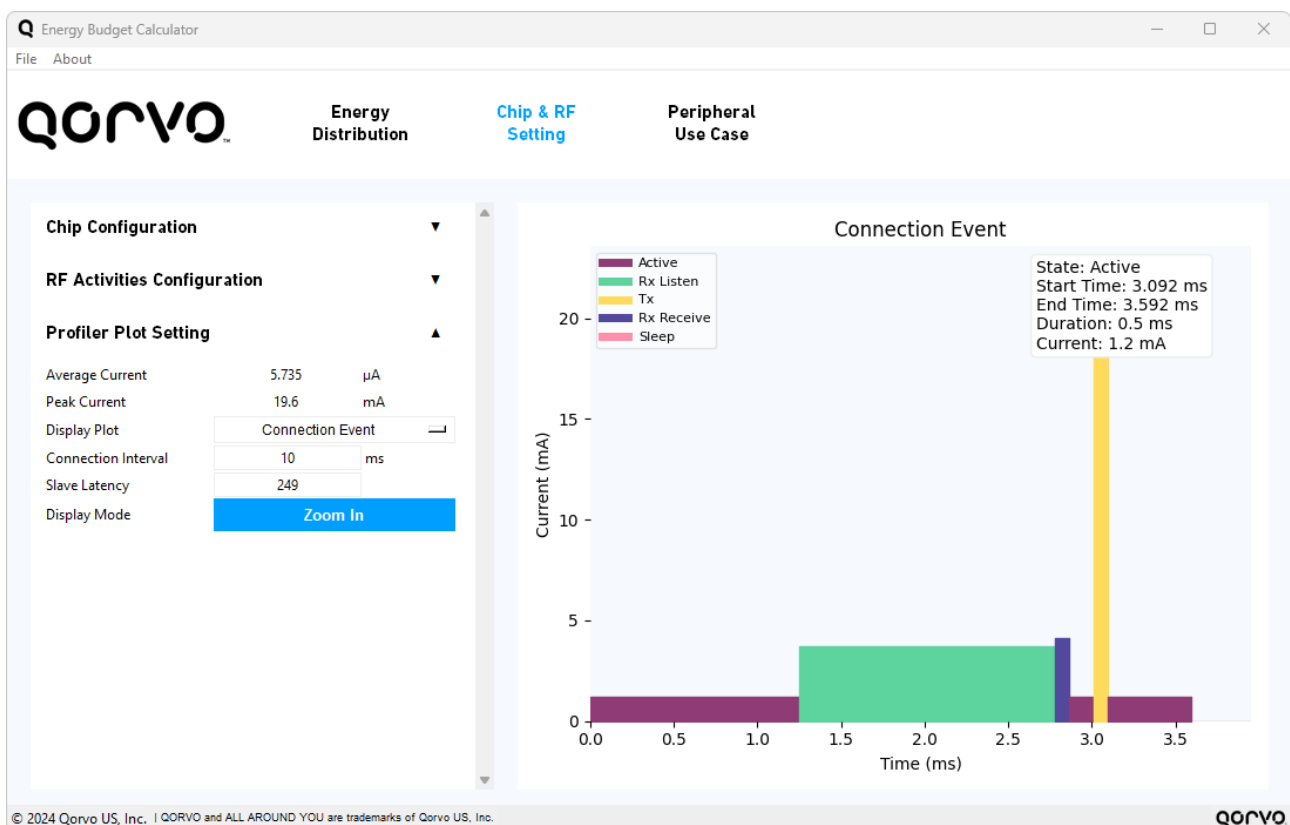 Energy Budget Calculator
File About
QORVO™
Energy Distribution
Chip & RF Setting
Peripheral Use Case
Chip Configuration
RF Activities Configuration
Profiler Plot Setting
Average Current 5.735 µA
Peak Current 19.6 mA
Display Plot Connection Event
Connection Interval 10 ms
Slave Latency 249
Display Mode Zoom In
Connection Event
Active
Rx Listen
Tx
Rx Receive
Sleep
State: Active
Start Time: 3.092 ms
End Time: 3.592 ms
Duration: 0.5 ms
Current: 1.2 mA
20
15
10
5
0
Current (mA)
0.0 0.5 1.0 1.5 2.0 2.5 3.0 3.5
Time (ms)
© 2024 Qorvo US, Inc. | QORVO and ALL AROUND YOU are trademarks of Qorvo US, Inc.
QORVO